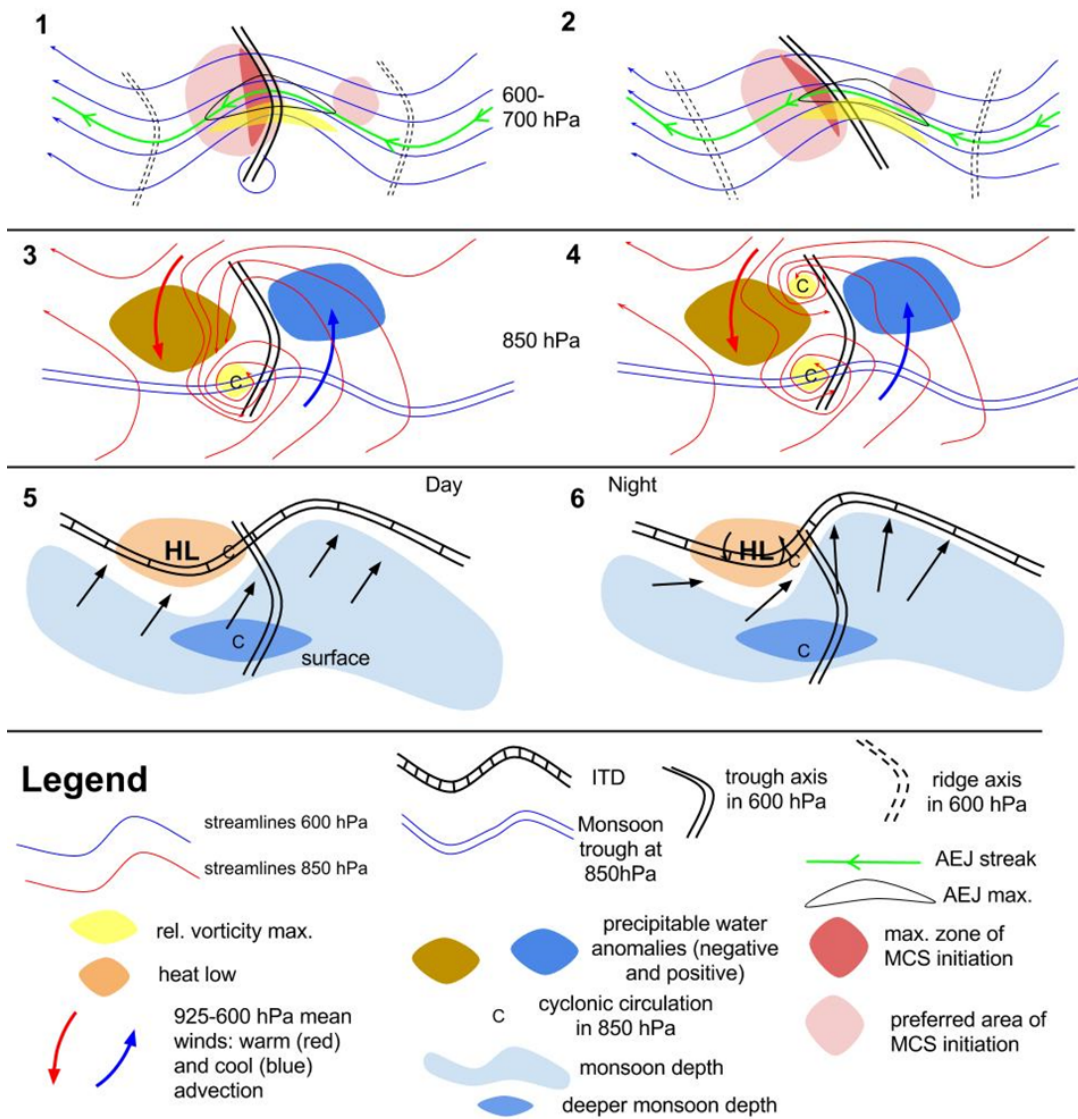 1
2
600-
700 hPa
3
4
C
C
850 hPa
C
5
Day
Night
6
HL
C
(HL)
C
C
surface
C
Legend
ITD
trough axis
in 600 hPa
ridge axis
in 600 hPa
streamlines 600 hPa
streamlines 850 hPa
Monsoon
trough at
850hPa
AEJ streak
AEJ max.
rel. vorticity max.
heat low
precipitable water
anomalies (negative
and positive)
max. zone of
MCS initiation
925-600 hPa mean
winds: warm (red)
and cool (blue)
advection
C
cyclonic circulation
in 850 hPa
preferred area of
MCS initiation
monsoon depth
deeper monsoon depth